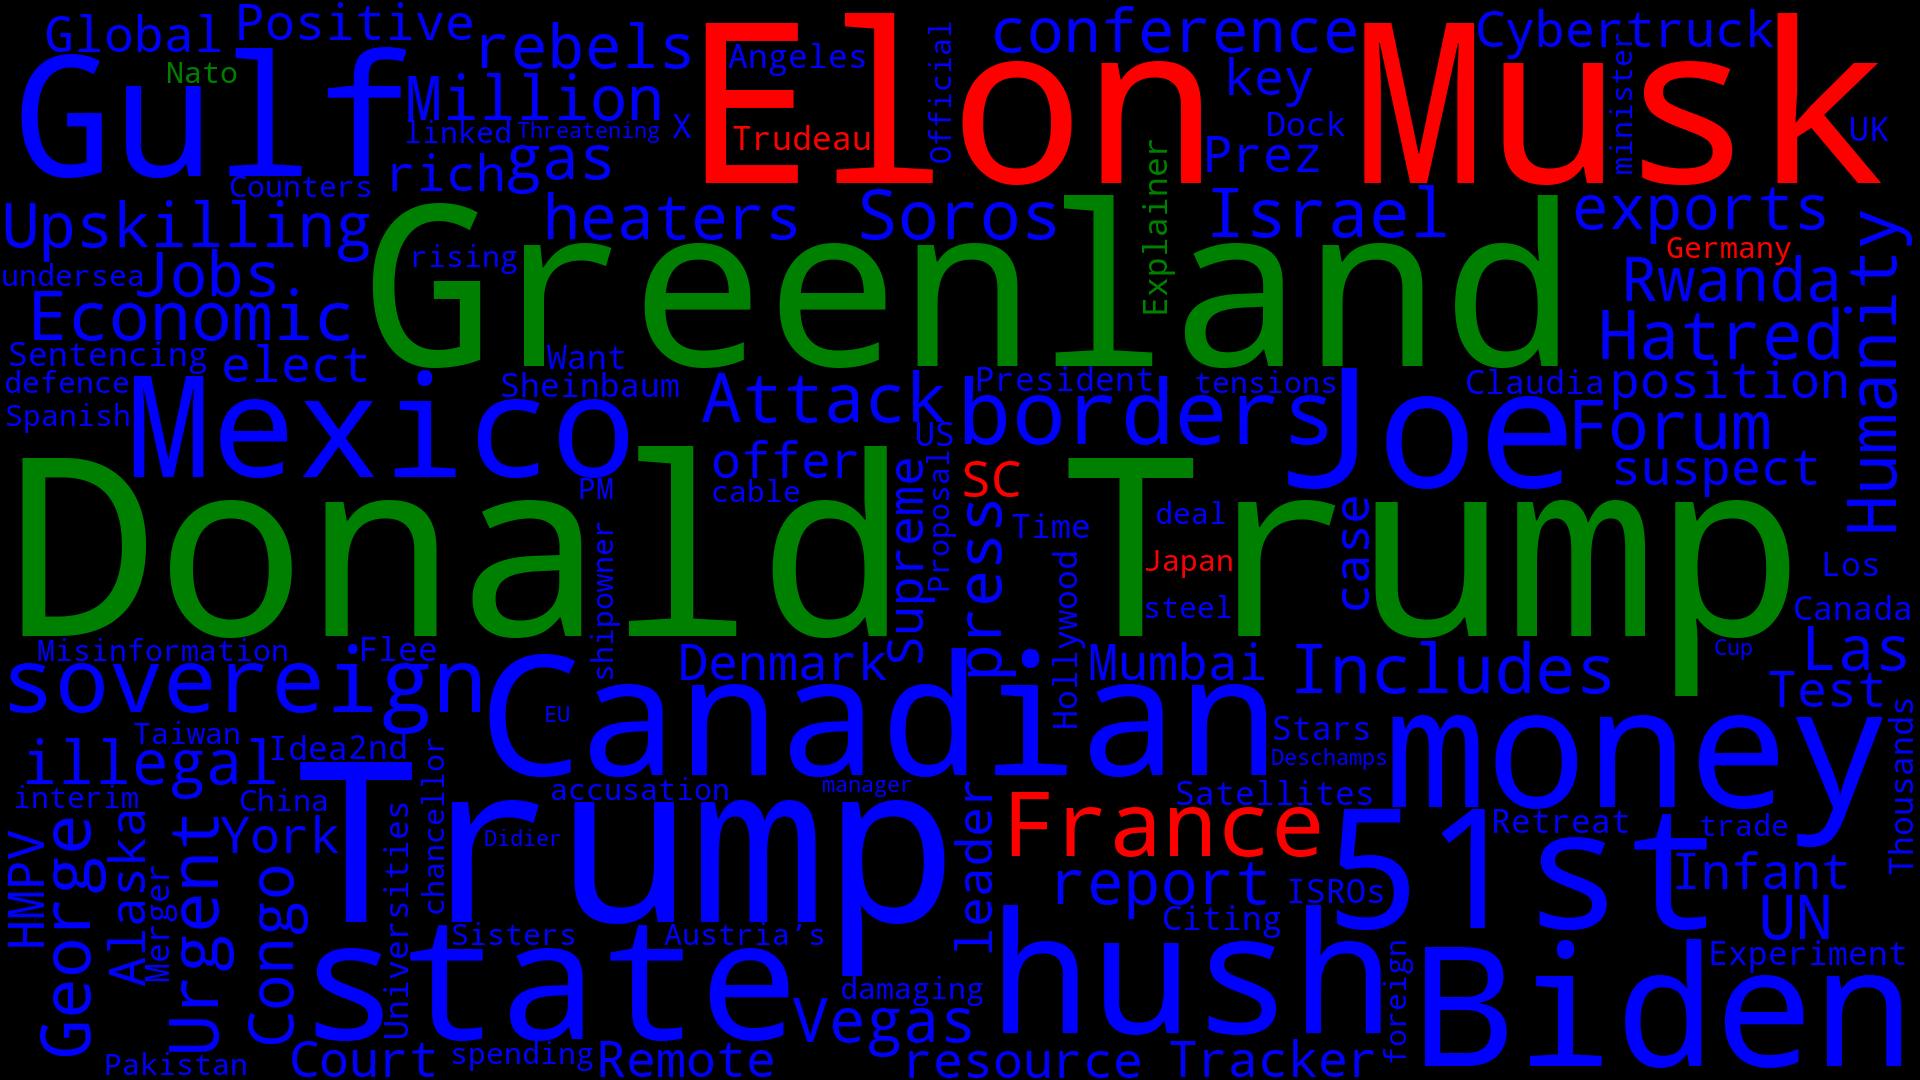 Global
Positive
rebels
Elon Musk
Angeles
Official
conference
Cybertruck
Gulf
Nato
Million
key
minister
linked
Threatening
X
Trudeau
Dock
UK
Prez
rich
gas
Counters
Explainer
Upskilling
heaters
Soros
Israel
exports
Greenland
Humanity
rising
Germany
undersea
Jobs
Rwanda
Economic
Hatred
Sentencing
elect
Want
defence
Sheinbaum
President
tensions
Claudia
position
Spanish
Mexico
Attack
borders
Joe
Forum
US
offer
SC
suspect
PM
cable
Donald Trump
Supreme
Proposal
press
Time
deal
case
shipowner
Hollywood
Japan
Los
steel
Canada
Misinformation
Flee
Denmark
Mumbai
Includes
Cup
Las
sovereign
Canadian
Test
EU
Taiwan
Stars
money
Thousands
illegal
Idea2nd
Deschamps
chancellor
interim
China
accusation
manager
Satellites
Trump
York
Didier
leader
France
51st
Retreat
trade
HMPV
George
Alaska
Merger
Urgent
Congo
Universities
report
ISROs
Infant
UN
Citing
Sisters
Austria’s
state
hush
foreign
Experiment
Biden
damaging
Vegas
Pakistan
Court
spending
Remote
resource
Tracker